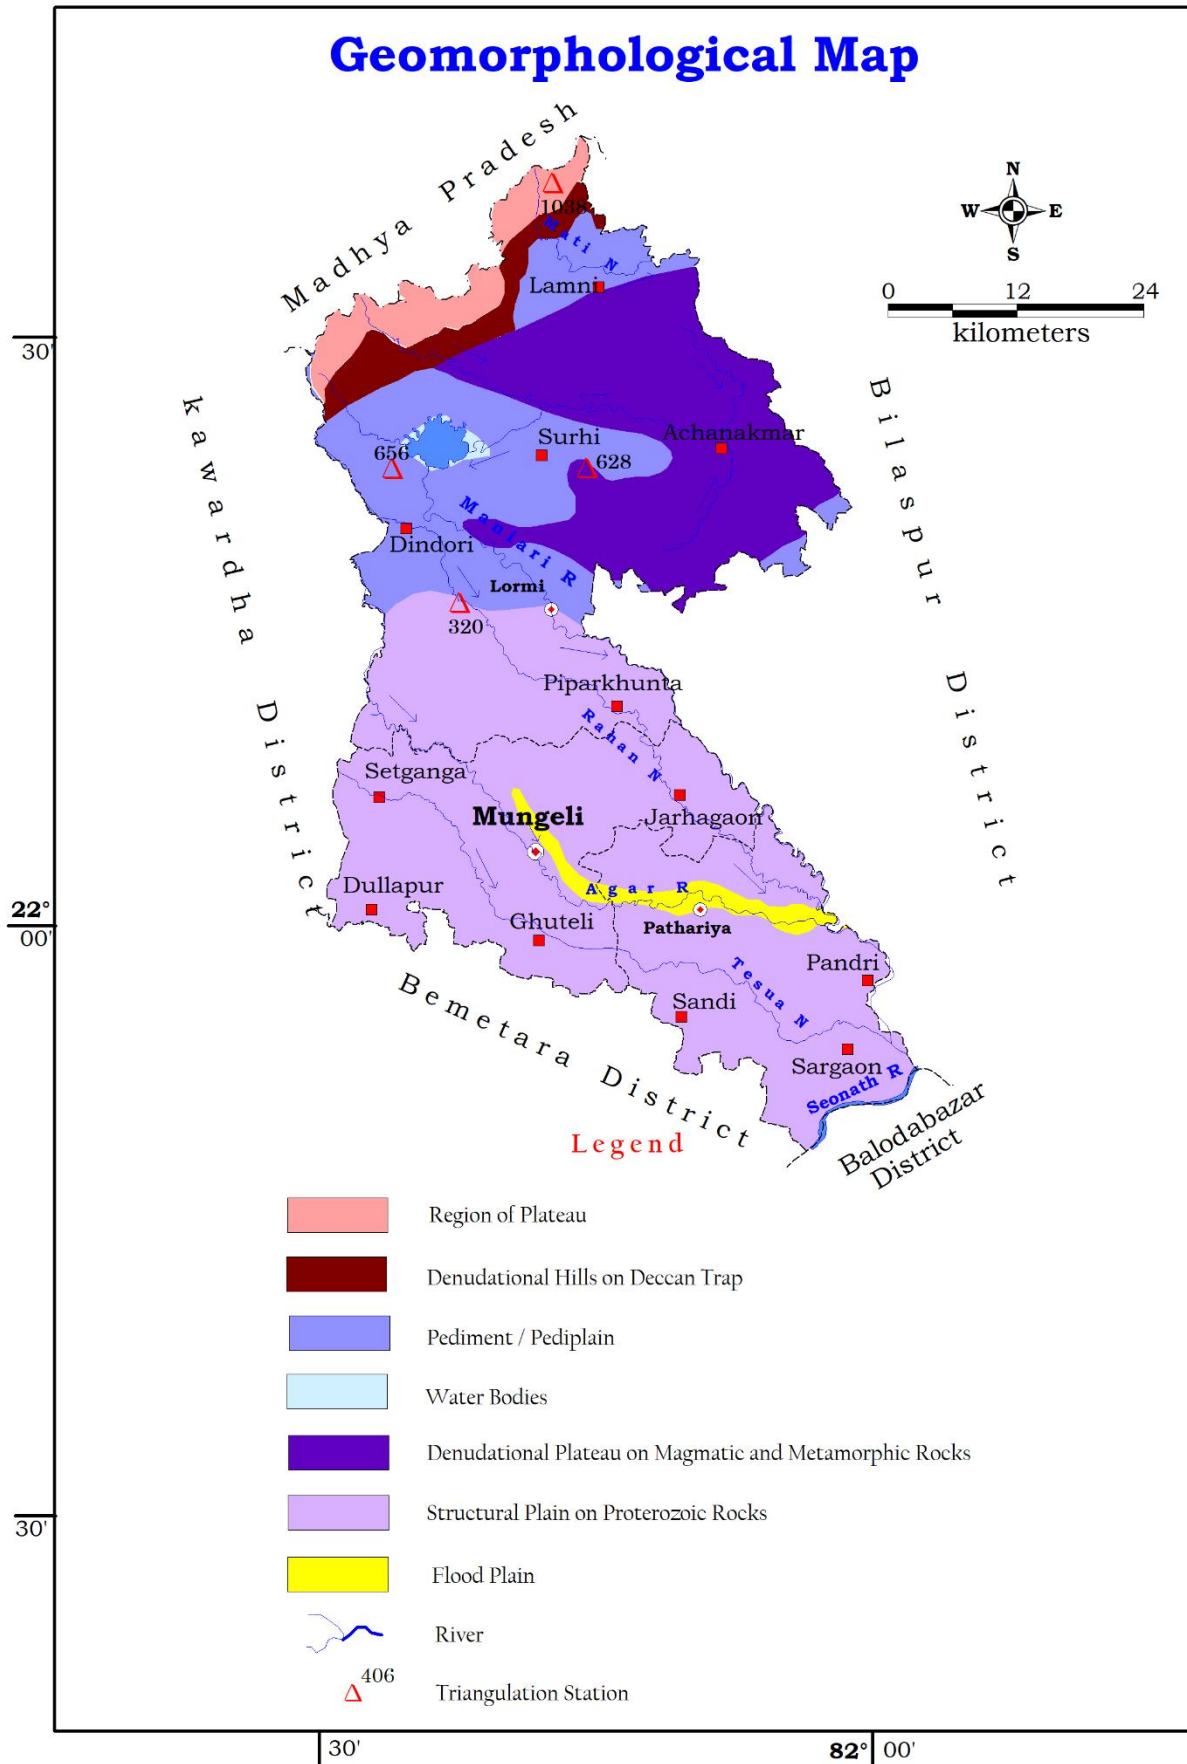 Geomorphological Map
Madhya Pradesh
N
W E
S
1038
Mati N
Lamni
0 12 24
kilometers
30'
kawardha District
Bilaspur District
Surhi
Achanakmar
656
628
Maniari R
Dindori
Lormi
320
Piparkhunta
Rahan N
Setganga
Jarhagaon
Mungeli
Agar R
Dullapur
Ghuteli
Pathariya
22°
00'
Tesua N
Pandri
Sandi
Bemetara District
Sargaon
Seonath R
Balodabazar
District
Legend
Region of Plateau
Denudational Hills on Deccan Trap
Pediment / Pediplain
Water Bodies
Denudational Plateau on Magmatic and Metamorphic Rocks
Structural Plain on Proterozoic Rocks
30'
Flood Plain
River
406
Triangulation Station
30' 82° 00'